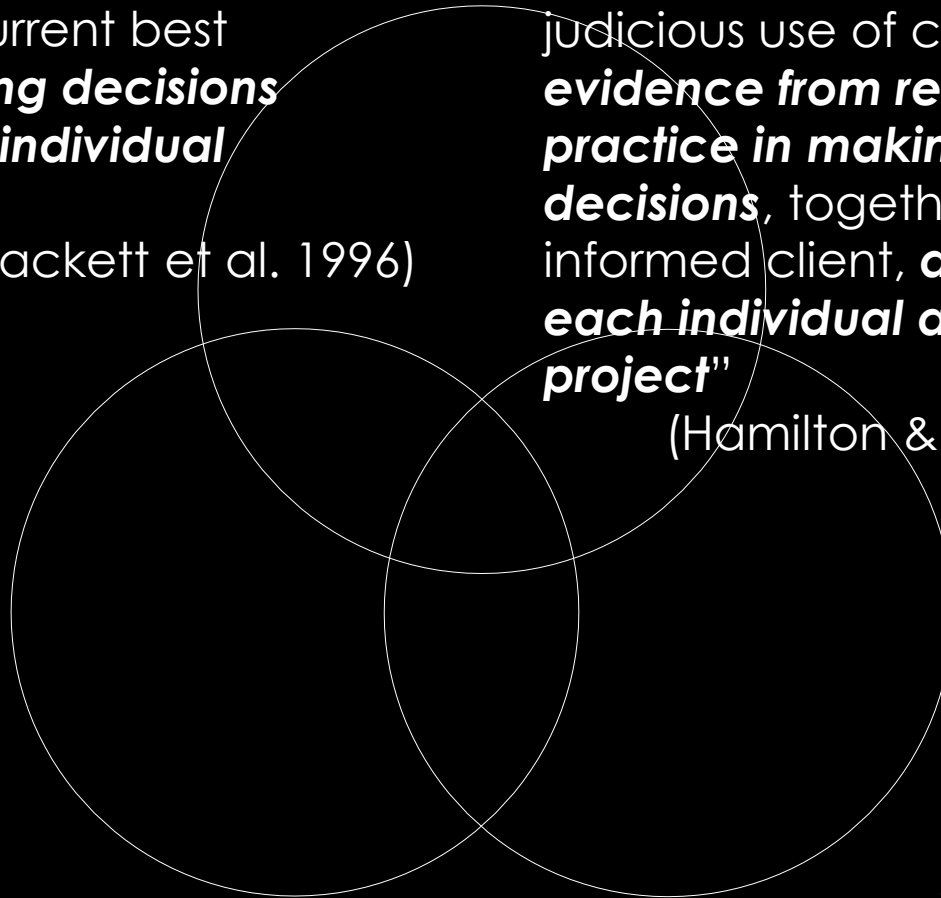 urrent best
ng decisions
individual
ackett et al. 1996)
judicious use of c
evidence from re
practice in makin
decisions, togeth
informed client, a
each individual a
project”
(Hamilton &